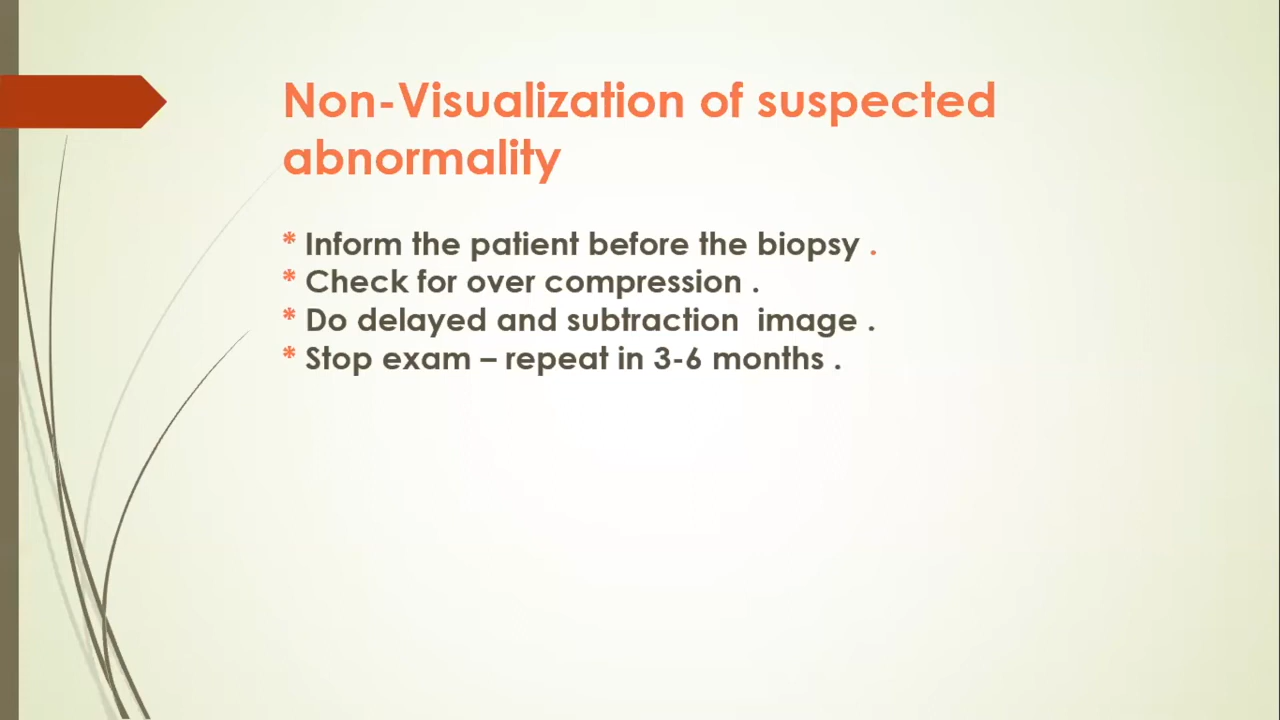 Non-Visualization of suspected
abnormality
* Inform the patient before the biopsy .
* Check for over compression .
* Do delayed and subtraction  image .
* Stop exam – repeat in 3-6 months .